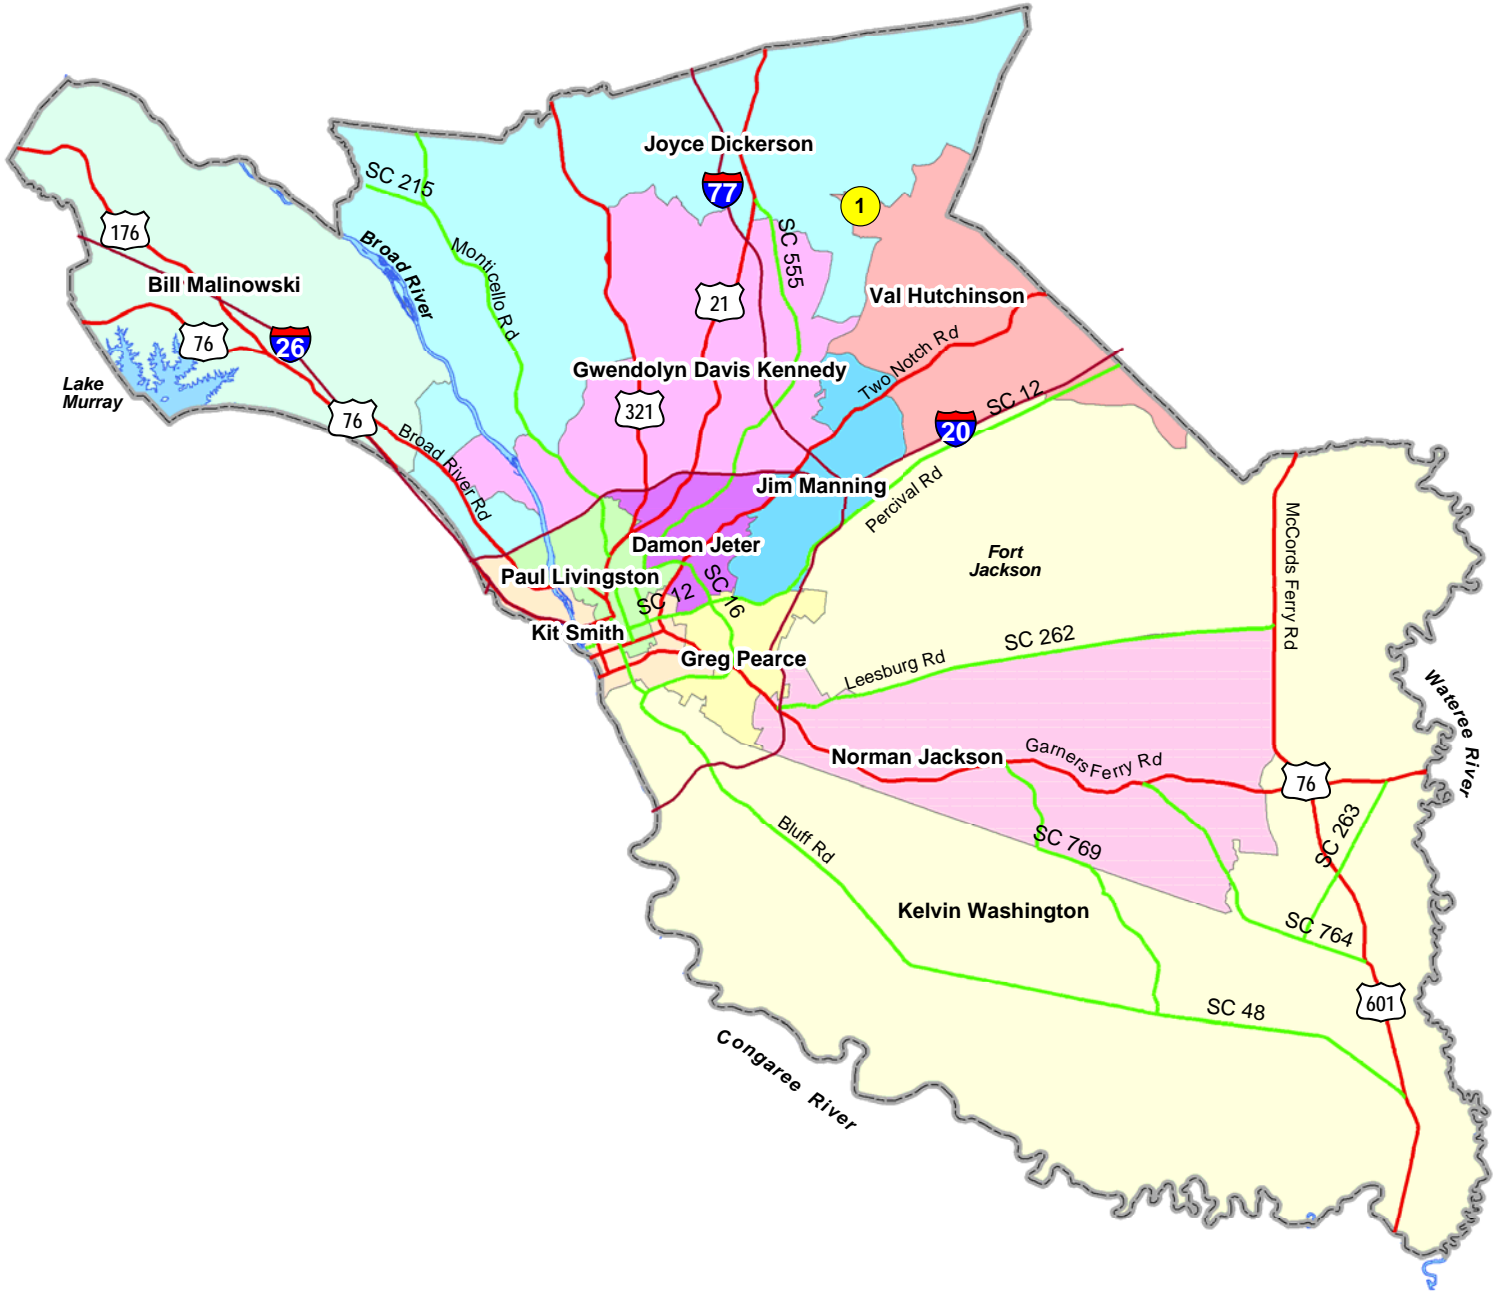 Joyce Dickerson
SC 215
77
1
176
Broad River
Monticello Rd
SC 555
Bill Malinowski
21
Val Hutchinson
76
26
Two Notch Rd
Lake
Murray
Gwendolyn Davis Kennedy
SC 12
76
321
20
Broad River Rd
Jim Manning
Percival Rd
McCords Ferry Rd
Damon Jeter
Fort
Jackson
Paul Livingston
SC 12
SC 16
Kit Smith
Greg Pearce
SC 262
Leesburg Rd
Wateree River
Norman Jackson
Garners Ferry Rd
76
Bluff Rd
SC 769
SC 263
Kelvin Washington
SC 764
601
SC 48
Congaree River